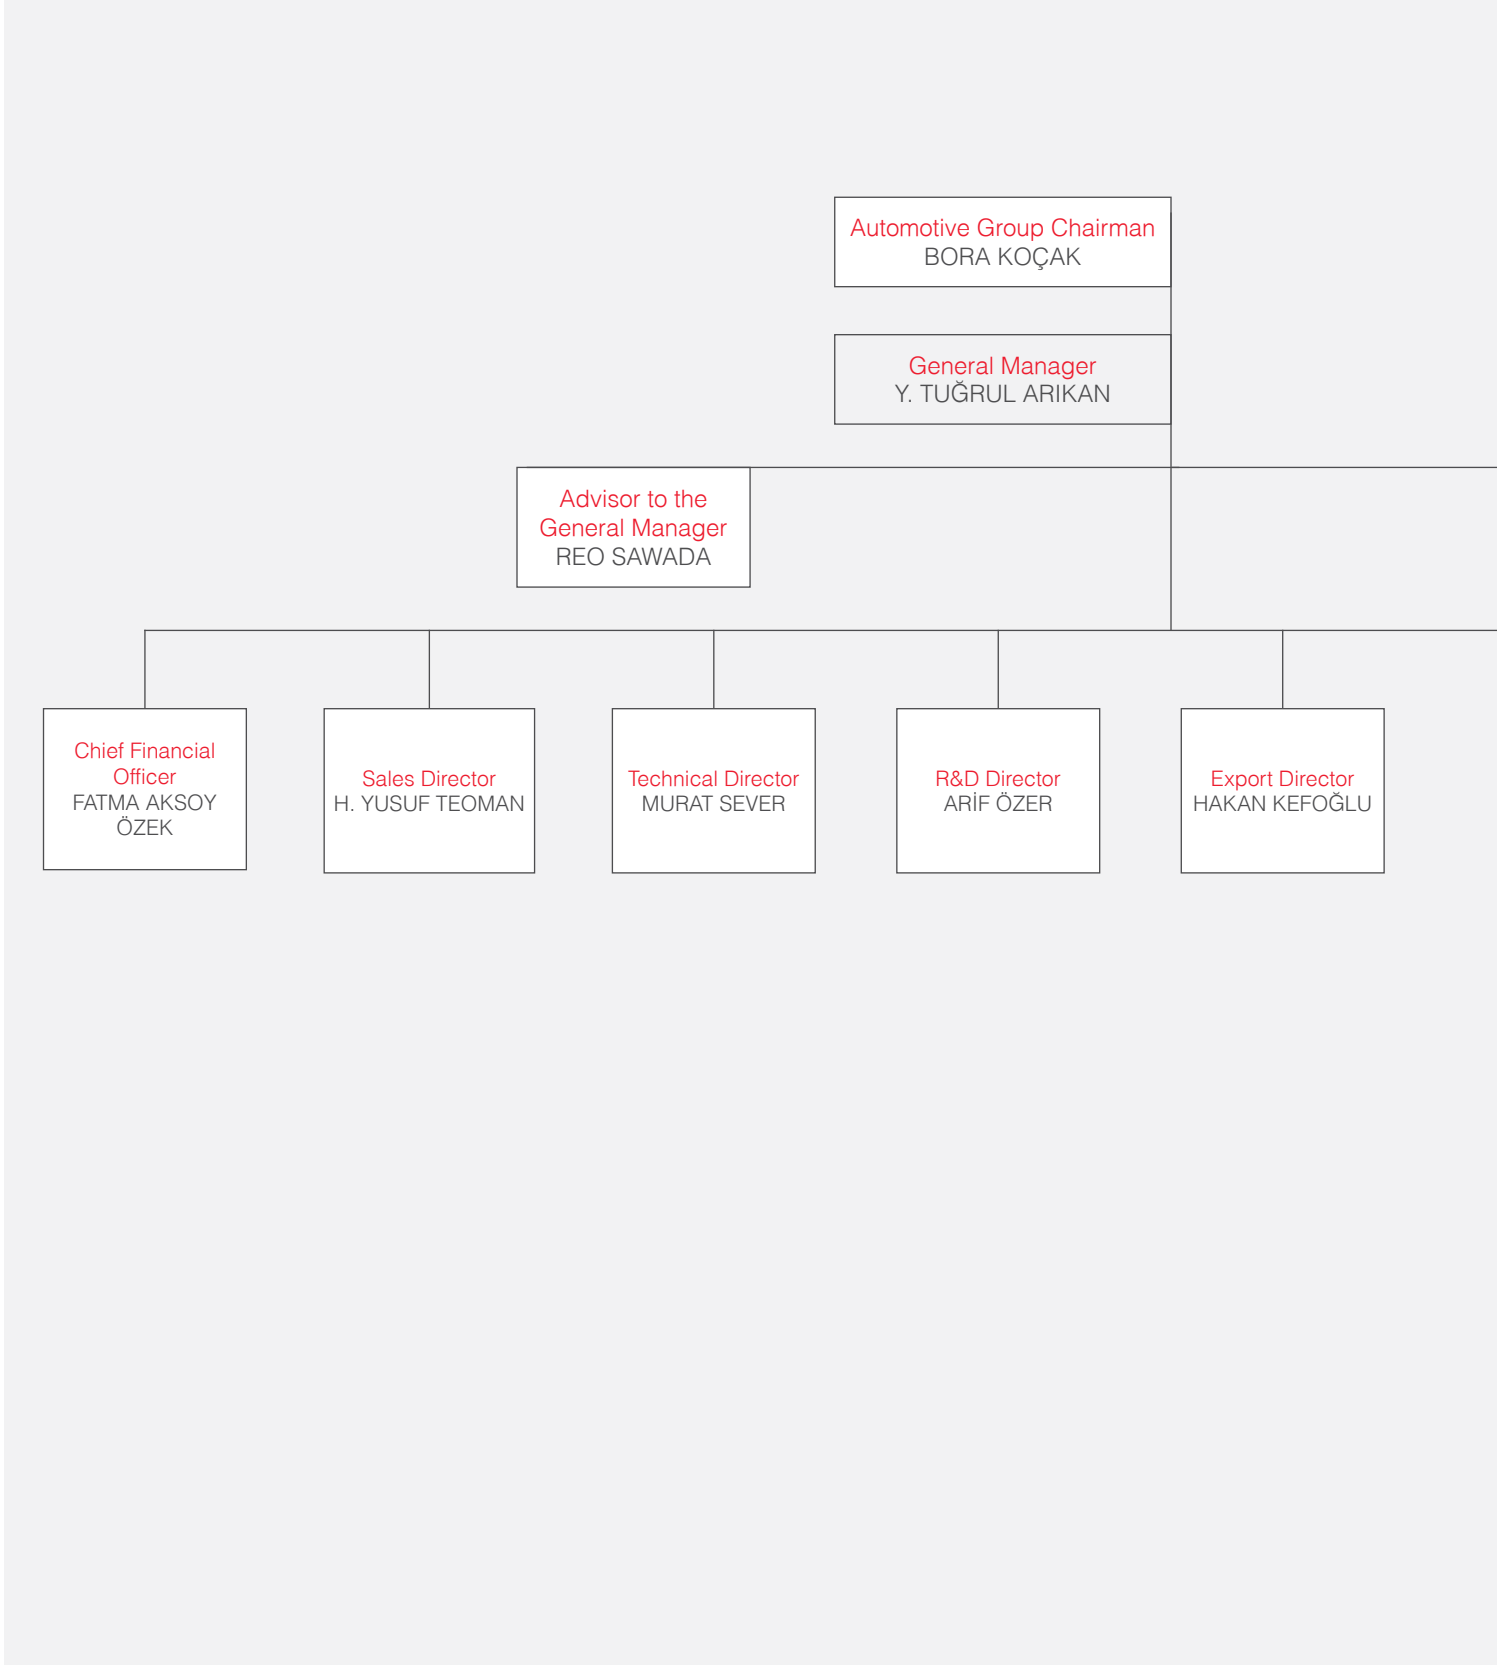 Automotive Group Chairman
BORA KOÇAK
General Manager
Y. TUĞRUL ARIKAN
Advisor to the
General Manager
REO SAWADA
Chief Financial
Officer
FATMA AKSOY
ÖZEK
Sales Director
H. YUSUF TEOMAN
Technical Director
MURAT SEVER
R&D Director
ARİF ÖZER
Export Director
HAKAN KEFOĞLU